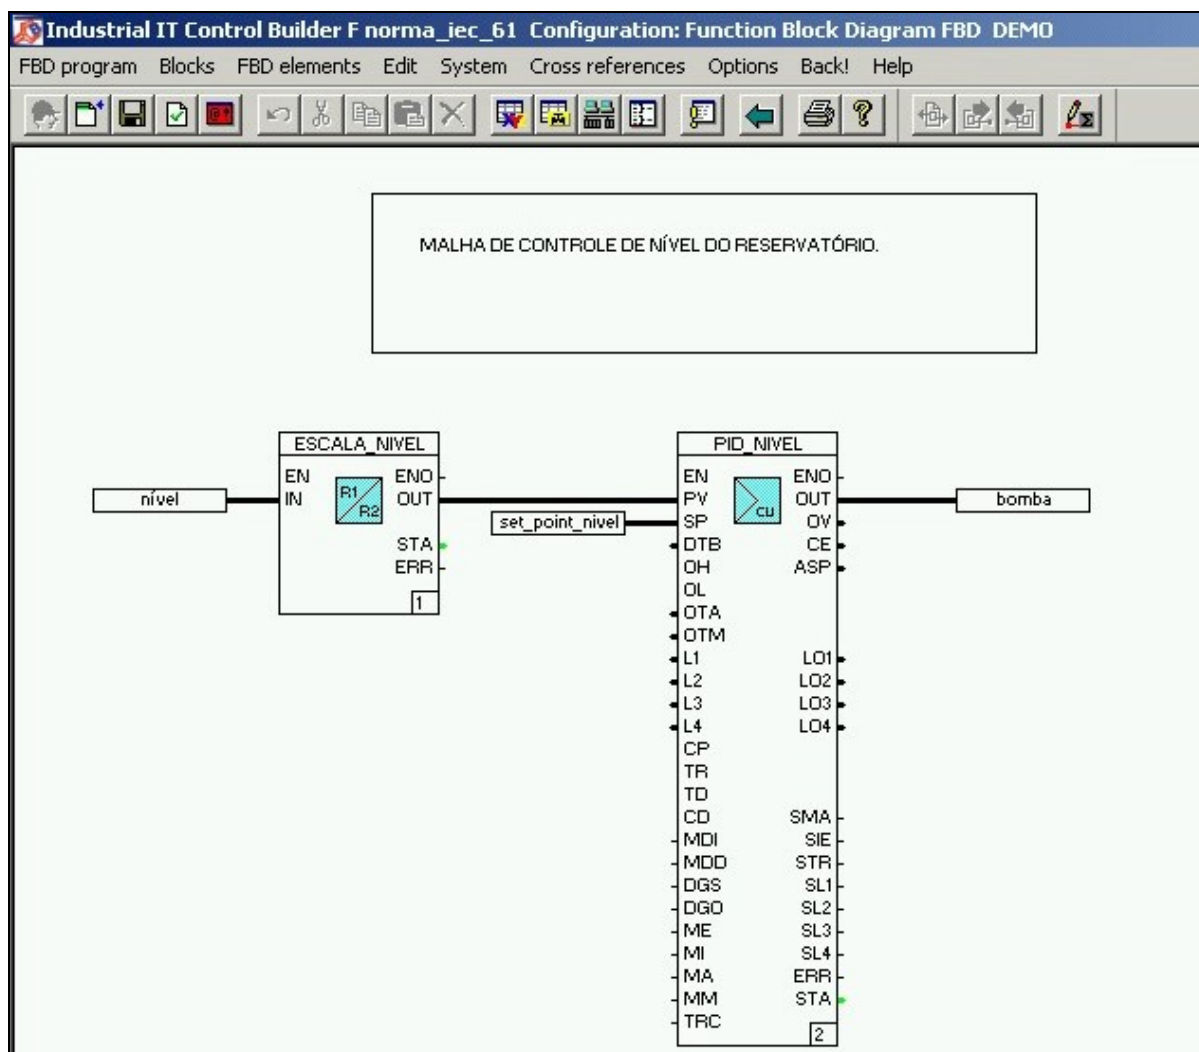 Industrial IT Control Builder F norma_iec_61 Configuration: Function Block Diagram FBD DEMO
FBD program Blocks FBD elements Edit System Cross references Options Back! Help
MALHA DE CONTROLE DE NÍVEL DO RESERVATÓRIO.
ESCALA_NIVEL
EN ENO
nível
IN R1/R2 OUT
STA
ERR
1
PID_NIVEL
EN ENO
PV CU OUT
bomba
set_point_nivel
SP OV
DTB CE
OH ASP
OL
OTA
OTM
L1 LO1
L2 LO2
L3 LO3
L4 LO4
CP
TR
TD
CD SMA
MDI SIE
MDD STR
DGS SL1
DGO SL2
ME SL3
MI SL4
MA ERR
MM STA
TRC
2